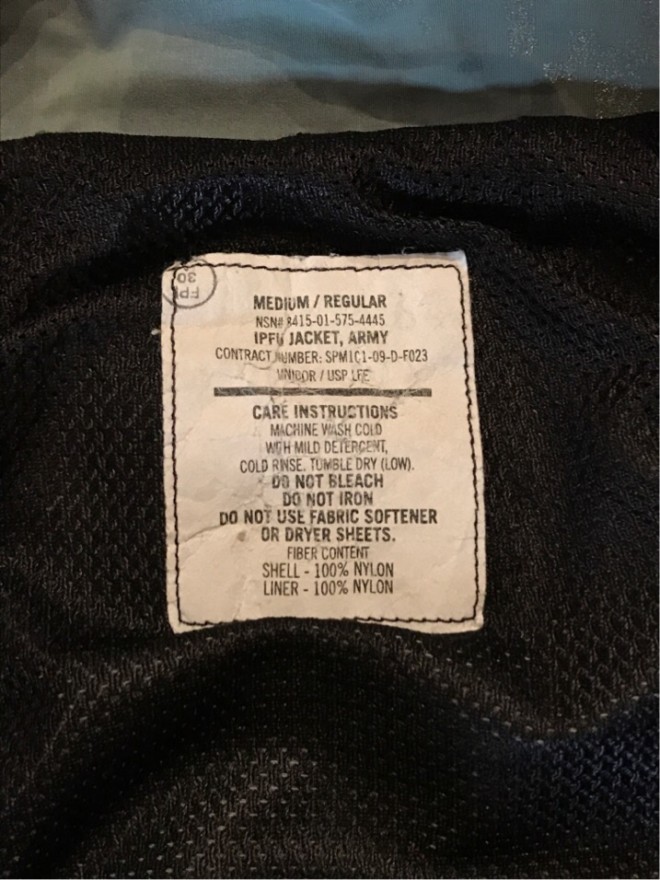 FPI
30
MEDIUM / REGULAR
NSN# 8415-01-575-4445
IPFU JACKET, ARMY
CONTRACT NUMBER: SPM1C1-09-D-F023
UNICOR / USP LEE
CARE INSTRUCTIONS
MACHINE WASH COLD
WITH MILD DETERGENT,
COLD RINSE. TUMBLE DRY (LOW).
DO NOT BLEACH
DO NOT IRON
DO NOT USE FABRIC SOFTENER
OR DRYER SHEETS.
FIBER CONTENT
SHELL - 100% NYLON
LINER - 100% NYLON